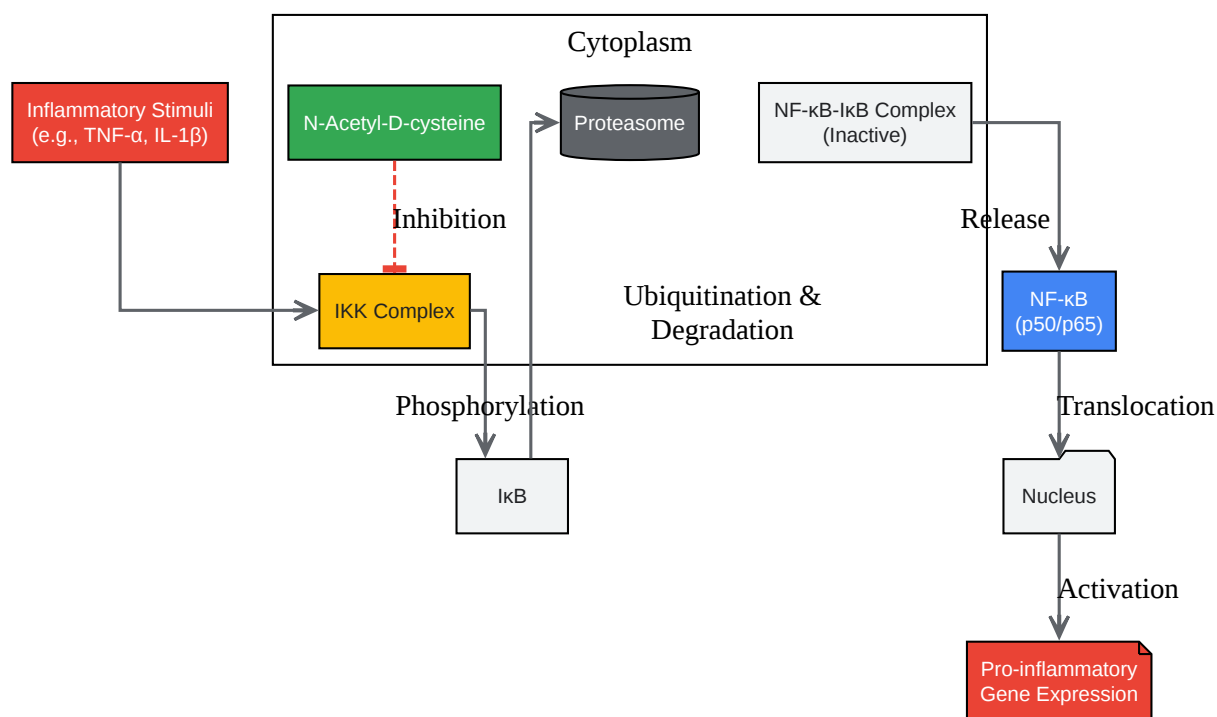 Cytoplasm
Inflammatory Stimuli
(e.g., TNF-α, IL-1β)
N-Acetyl-D-cysteine
Proteasome
NF-κB-IκB Complex
(Inactive)
Inhibition
Release
IKK Complex
Ubiquitination &
Degradation
NF-κB
(p50/p65)
Phosphorylation
Translocation
IκB
Nucleus
Activation
Pro-inflammatory
Gene Expression